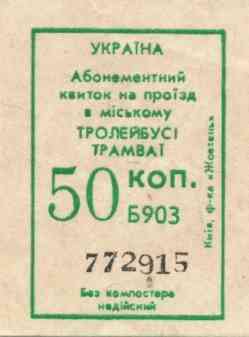 УКРАЇНА
Абонементний
квиток на проїзд
в міському
ТРОЛЕЙБУСІ
ТРАМВАЇ
50 КОП.
Б903
Київ, ф-ка «Жовтень»
772915
Без компостера
недійсний